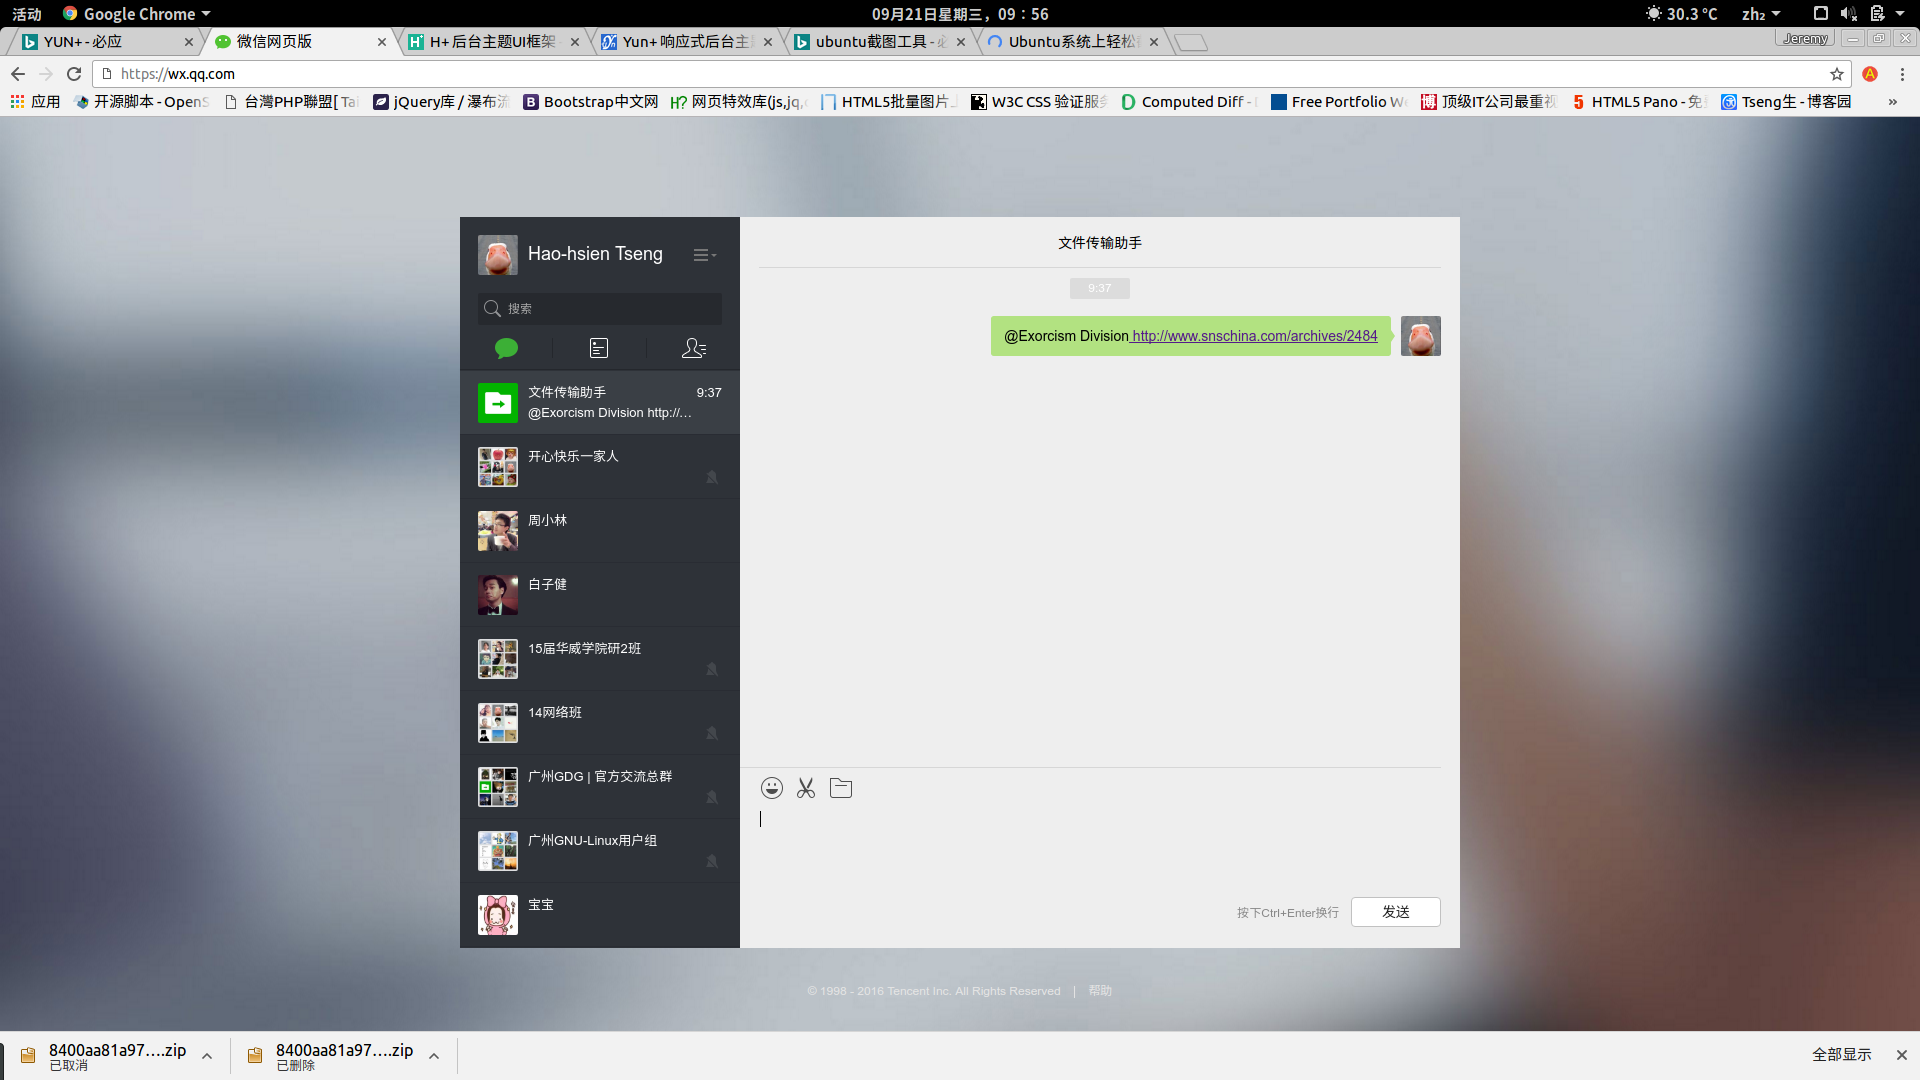 活动 Google Chrome 09月21日星期三，09：56 30.3 °C zh₂
YUN+ - 必应 微信网页版 H+ 后台主题UI框架 Yun+ 响应式后台主 ubuntu截图工具 - 必 Ubuntu系统上轻松 Jeremy
https://wx.qq.com
应用 开源脚本 - OpenS 台灣PHP聯盟[ Tai jQuery库 / 瀑布流 Bootstrap中文网 网页特效库(js,jq, HTML5批量图片 W3C CSS 验证服务 Computed Diff - Free Portfolio We 顶级IT公司最重视 HTML5 Pano - 免 Tseng生 - 博客园 »
Hao-hsien Tseng
搜索
文件传输助手 9:37
@Exorcism Division http://…
开心快乐一家人
周小林
白子健
15届华威学院研2班
14网络班
广州GDG | 官方交流总群
广州GNU-Linux用户组
宝宝
文件传输助手
9:37
@Exorcism Division http://www.snschina.com/archives/2484
按下Ctrl+Enter换行 发送
© 1998 - 2016 Tencent Inc. All Rights Reserved | 帮助
8400aa81a97….zip
已取消
8400aa81a97….zip
已删除
全部显示